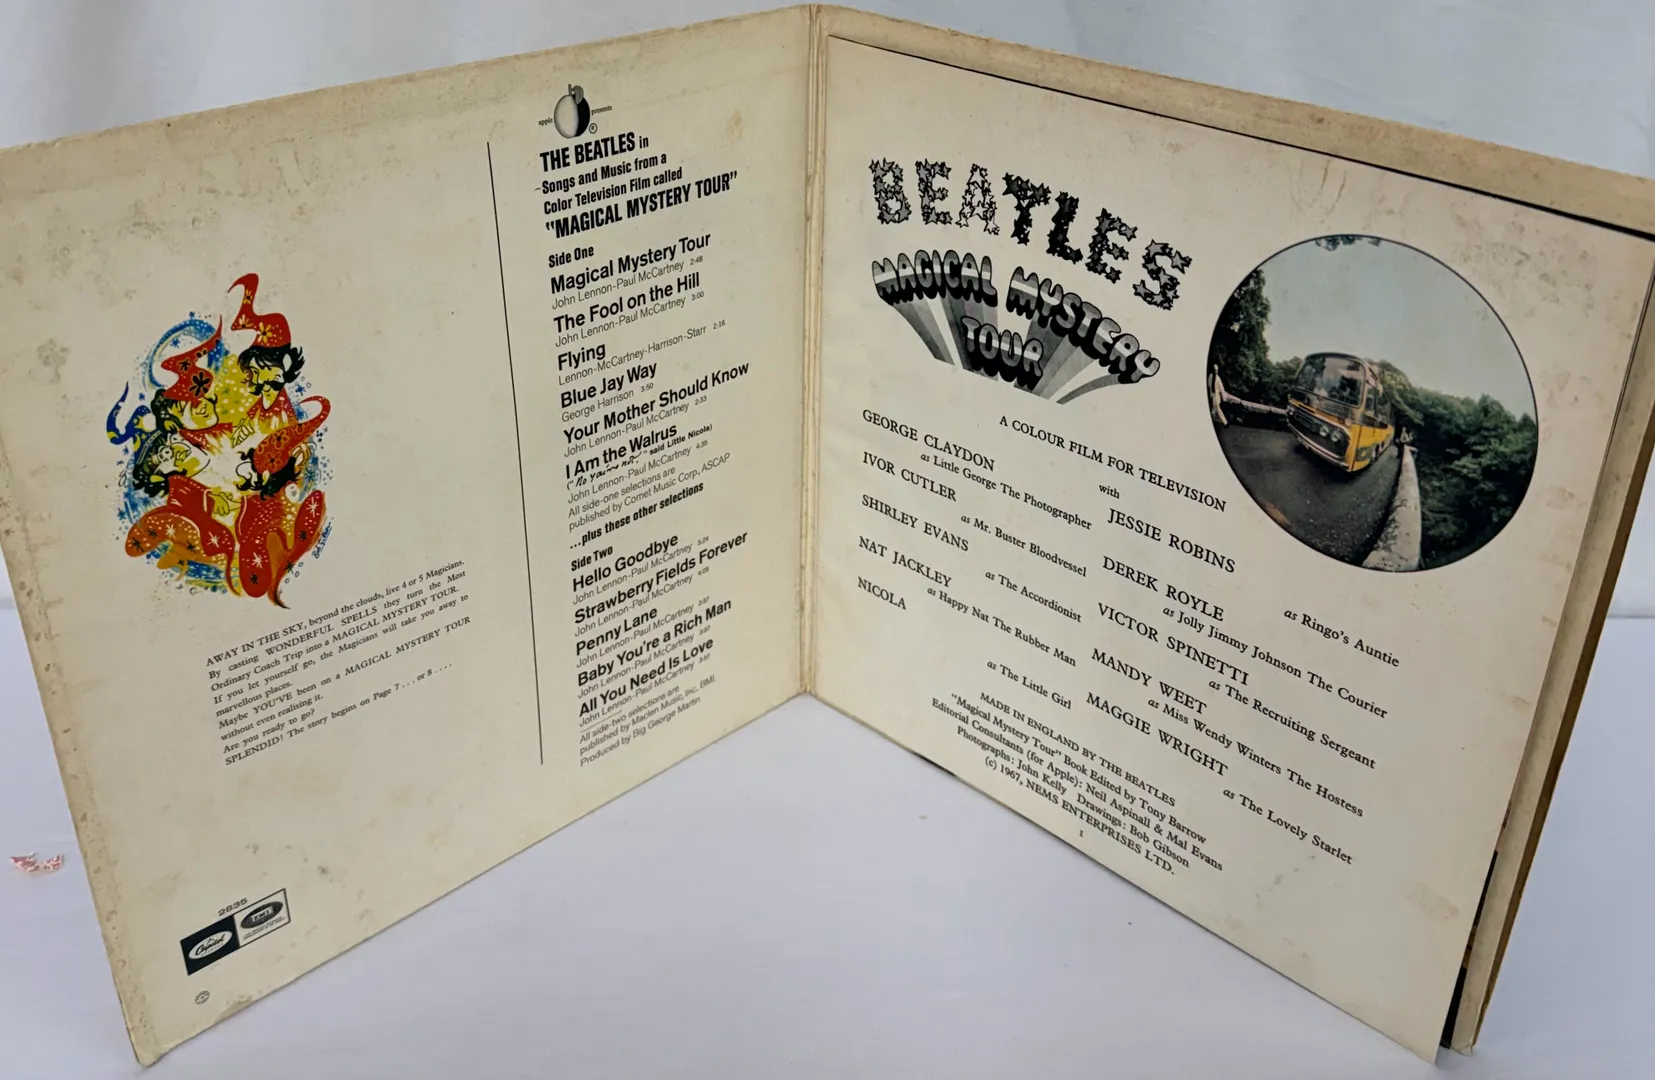 AWAY IN THE SKY, beyond the clouds, live 4 or 5 Magicians.
By casting WONDERFUL SPELLS they turn the Most
Ordinary Coach Trip into a MAGICAL MYSTERY TOUR.
If you let yourself go, the Magicians will take you away to
marvellous places.
Maybe YOU'VE been on a MAGICAL MYSTERY TOUR
without even realising it.
Are you ready to go?
SPLENDID! The story begins on Page 7 . . . or 8 . . . .
2835
Capitol
EMI
apple presents
®
THE BEATLES in
Songs and Music from a
Color Television Film called
"MAGICAL MYSTERY TOUR"
Side One
Magical Mystery Tour
John Lennon-Paul McCartney 2:48
The Fool on the Hill
John Lennon-Paul McCartney 3:00
Flying
Lennon-McCartney-Harrison-Starr 2:16
Blue Jay Way
George Harrison 3:50
Your Mother Should Know
John Lennon-Paul McCartney 2:33
I Am the Walrus
("No you're not!" said Little Nicola)
John Lennon-Paul McCartney 4:35
All side-one selections are
published by Comet Music Corp, ASCAP
...plus these other selections
Side Two
Hello Goodbye
John Lennon-Paul McCartney 3:24
Strawberry Fields Forever
John Lennon-Paul McCartney 4:05
Penny Lane
John Lennon-Paul McCartney 2:57
Baby You're a Rich Man
John Lennon-Paul McCartney 3:07
All You Need Is Love
John Lennon-Paul McCartney 3:57
All side-two selections are
published by Maclen Music, Inc., BMI.
Produced by Big George Martin
BEATLES
MAGICAL MYSTERY
TOUR
A COLOUR FILM FOR TELEVISION
with
GEORGE CLAYDON
as Little George The Photographer
IVOR CUTLER
as Mr. Buster Bloodvessel
SHIRLEY EVANS
as The Accordionist
NAT JACKLEY
as Happy Nat The Rubber Man
NICOLA
as The Little Girl
JESSIE ROBINS
as Ringo's Auntie
DEREK ROYLE
as Jolly Jimmy Johnson The Courier
VICTOR SPINETTI
as The Recruiting Sergeant
MANDY WEET
as Miss Wendy Winters The Hostess
MAGGIE WRIGHT
as The Lovely Starlet
MADE IN ENGLAND BY THE BEATLES
"Magical Mystery Tour" Book Edited by Tony Barrow
Editorial Consultants (for Apple): Neil Aspinall & Mal Evans
Photographs: John Kelly Drawings: Bob Gibson
(c) 1967, NEMS ENTERPRISES LTD.
1